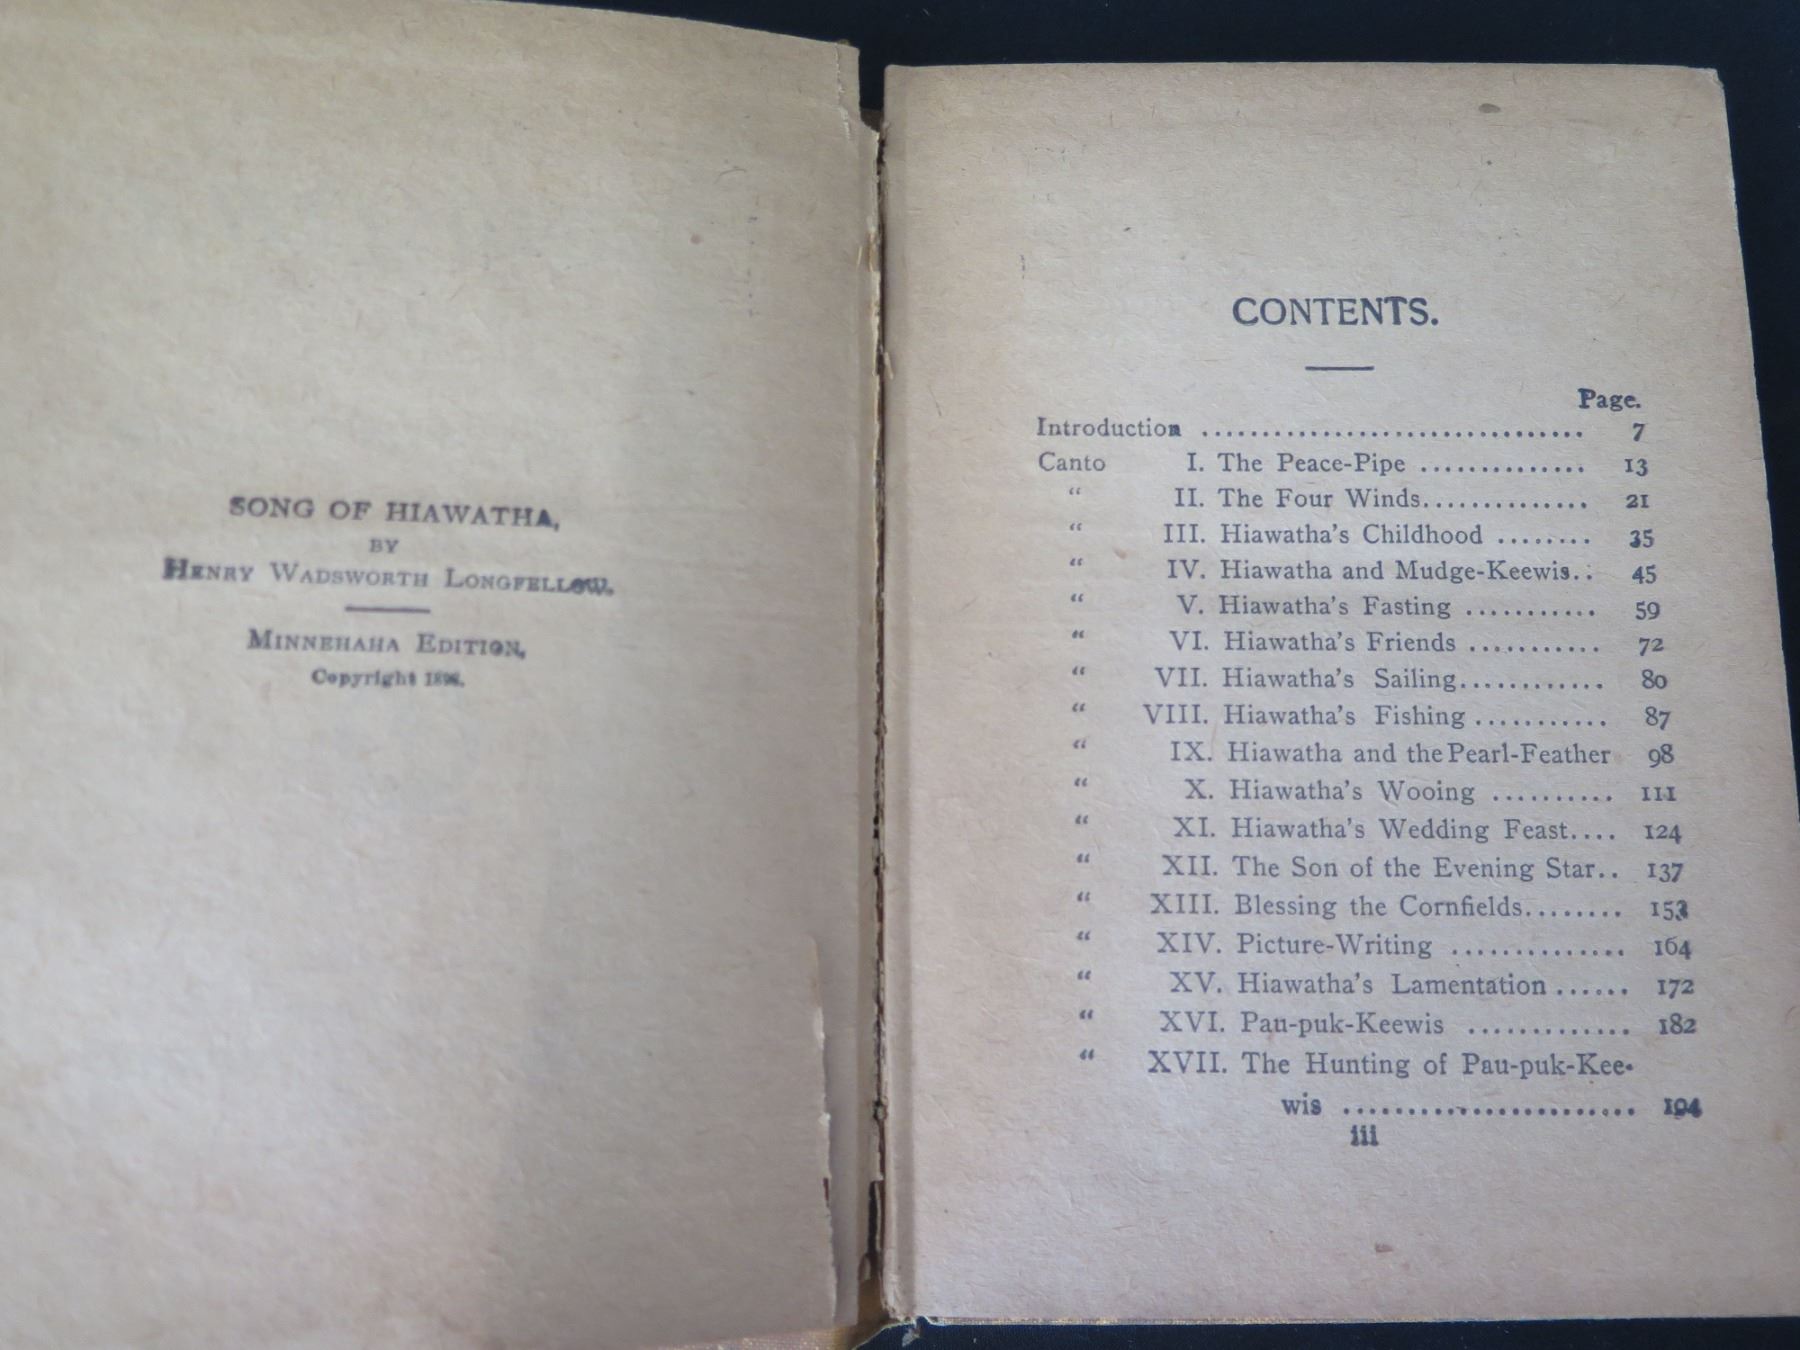 SONG OF HIAWATHA,
BY
HENRY WADSWORTH LONGFELLOW.
MINNEHAHA EDITION,
Copyright
CONTENTS.
Page.
Introduction ................................ 7
Canto I. The Peace-Pipe .............. 13
“ II. The Four Winds.............. 21
“ III. Hiawatha's Childhood ........ 35
“ IV. Hiawatha and Mudge-Keewis.. 45
“ V. Hiawatha's Fasting ........... 59
“ VI. Hiawatha's Friends ........... 72
“ VII. Hiawatha's Sailing............ 80
“ VIII. Hiawatha's Fishing ........... 87
“ IX. Hiawatha and the Pearl-Feather 98
“ X. Hiawatha's Wooing .......... 111
“ XI. Hiawatha's Wedding Feast.... 124
“ XII. The Son of the Evening Star.. 137
“ XIII. Blessing the Cornfields........ 153
“ XIV. Picture-Writing .............. 164
“ XV. Hiawatha's Lamentation ...... 172
“ XVI. Pau-puk-Keewis ............. 182
“ XVII. The Hunting of Pau-puk-Kee-
wis ....................... 194
iii